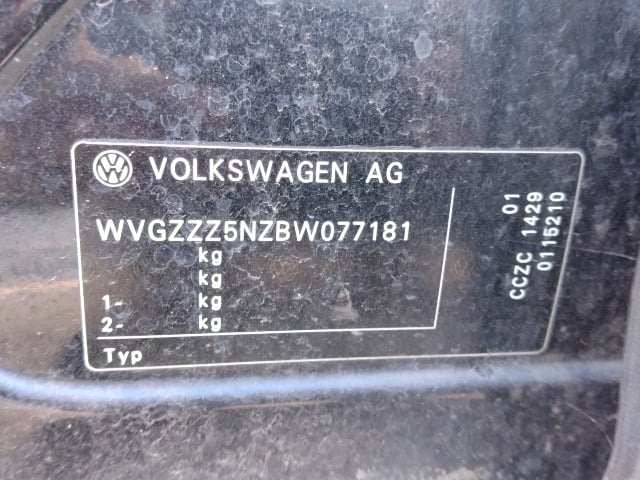 VOLKSWAGEN AG
WVGZZZ5NZBW077181
kg
kg
1- kg
2- kg
Typ
01
CCZC 1429
0115210